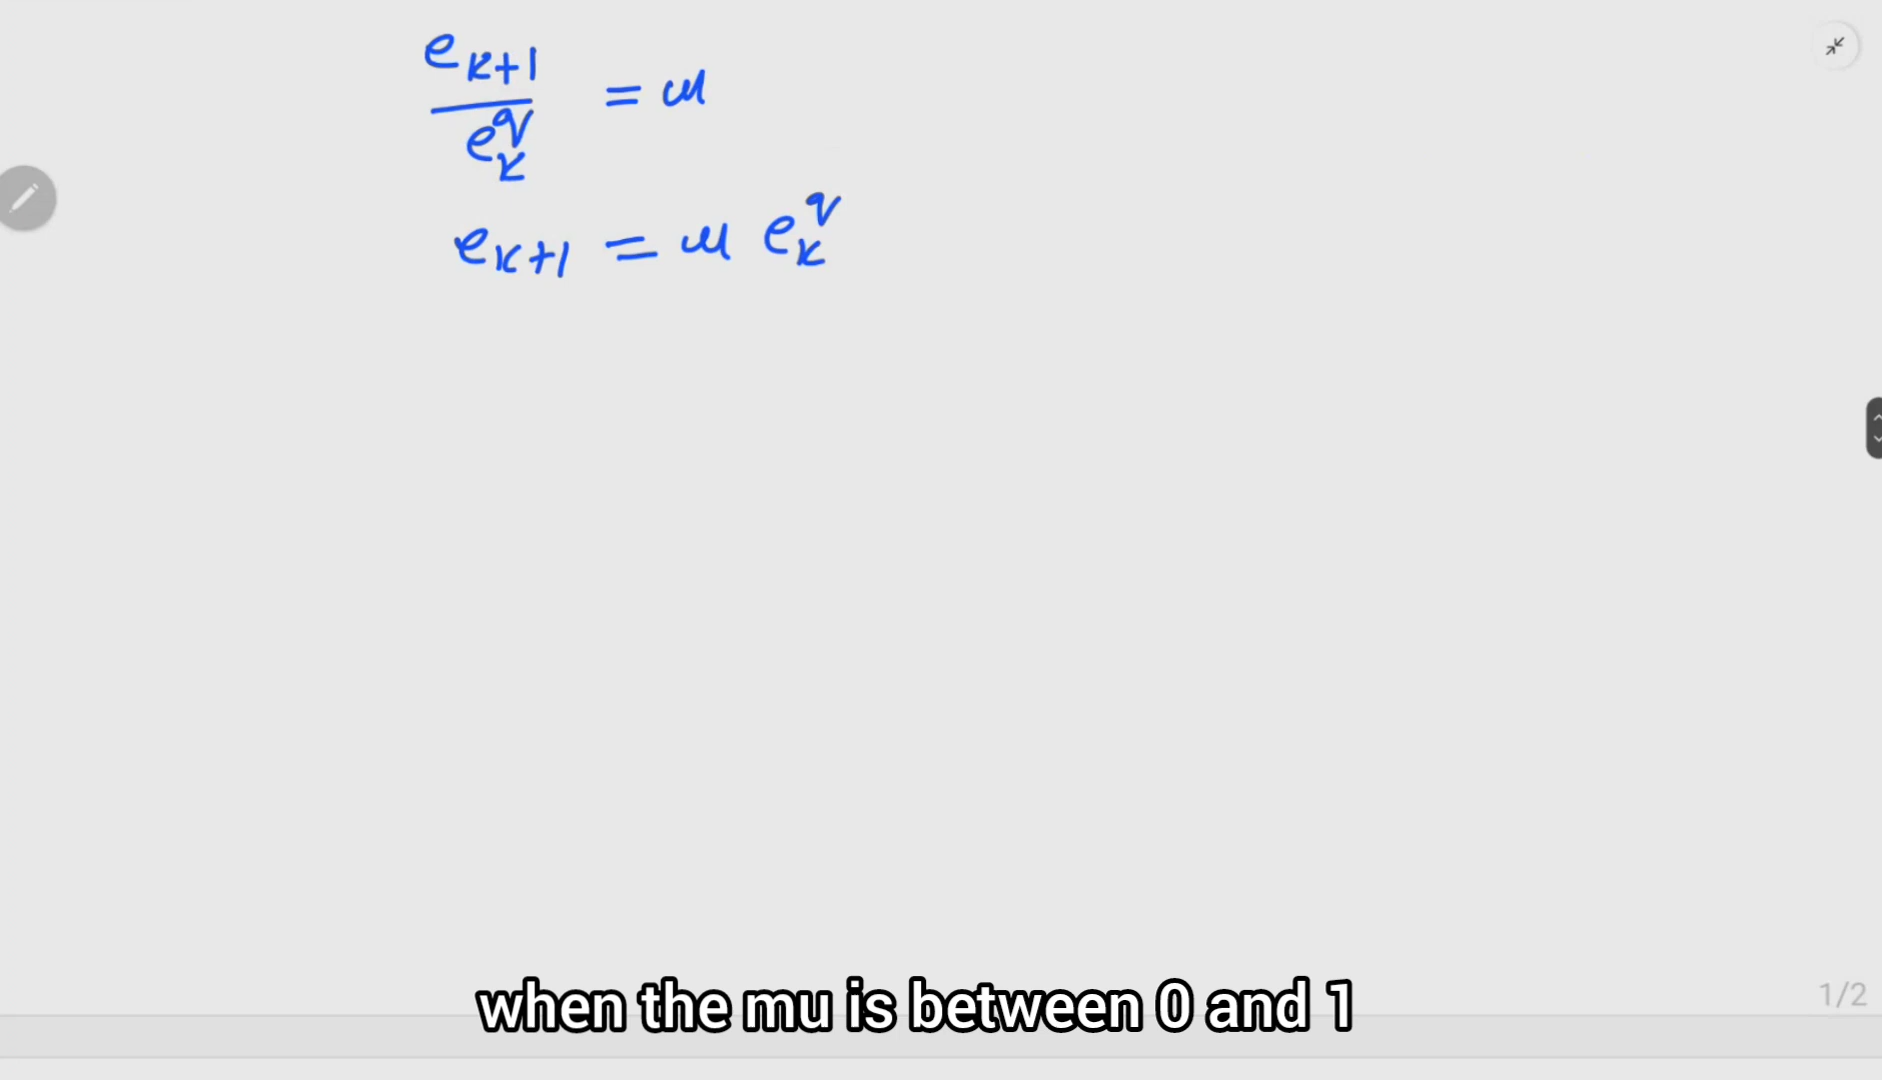 e_{k+1} / e_k^q = μ
e_{k+1} = μ e_k^q
when the mu is between 0 and 1
1/2